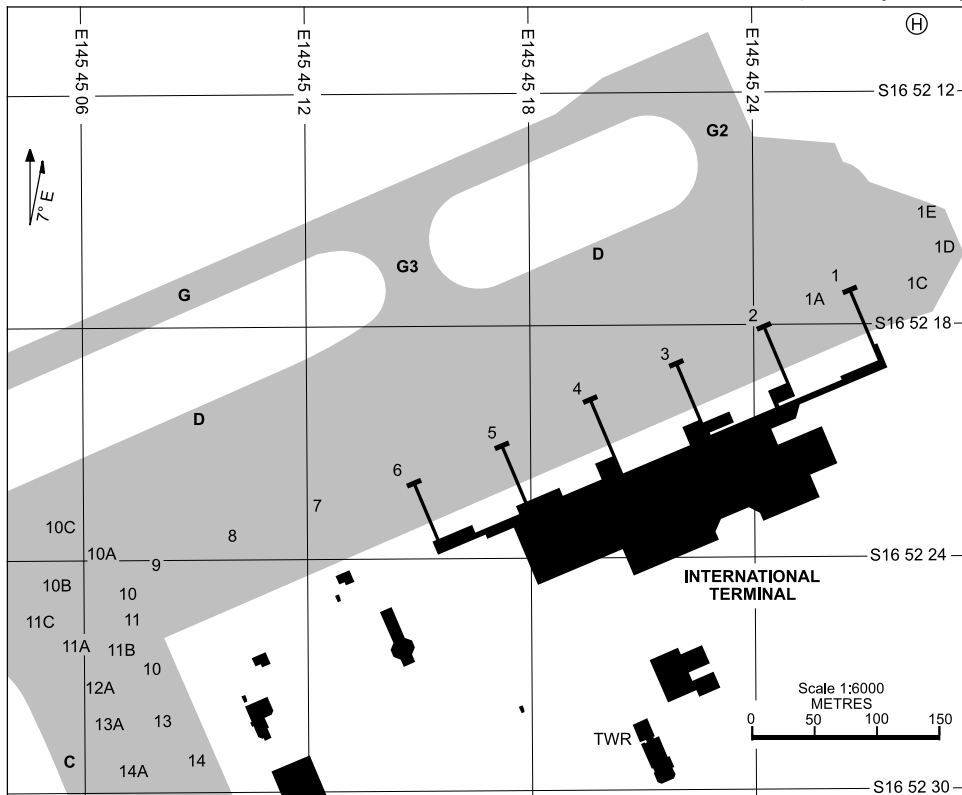 E145 45 06
E145 45 12
E145 45 18
E145 45 24
H
S16 52 12
G2
7° E
1E
1D
D
G3
1C
G
1
1A
2
S16 52 18
3
4
D
5
6
7
10C
8
10A
S16 52 24
9
INTERNATIONAL
TERMINAL
10B
10
11C
11
11A
11B
10
12A
Scale 1:6000
METRES
0 50 100 150
13A
13
TWR
C
14A
14
S16 52 30